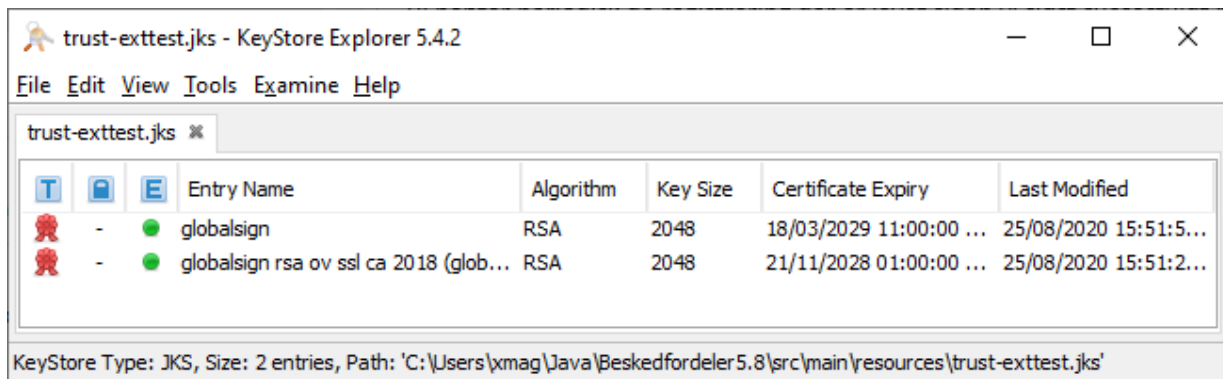 trust-exttest.jks - KeyStore Explorer 5.4.2
File Edit View Tools Examine Help
trust-exttest.jks
T E Entry Name Algorithm Key Size Certificate Expiry Last Modified
- globalsign RSA 2048 18/03/2029 11:00:00 ... 25/08/2020 15:51:5...
- globalsign rsa ov ssl ca 2018 (glob... RSA 2048 21/11/2028 01:00:00 ... 25/08/2020 15:51:2...
KeyStore Type: JKS, Size: 2 entries, Path: 'C:\Users\xmag\Java\Beskedfordeler5.8\src\main\resources\trust-exttest.jks'